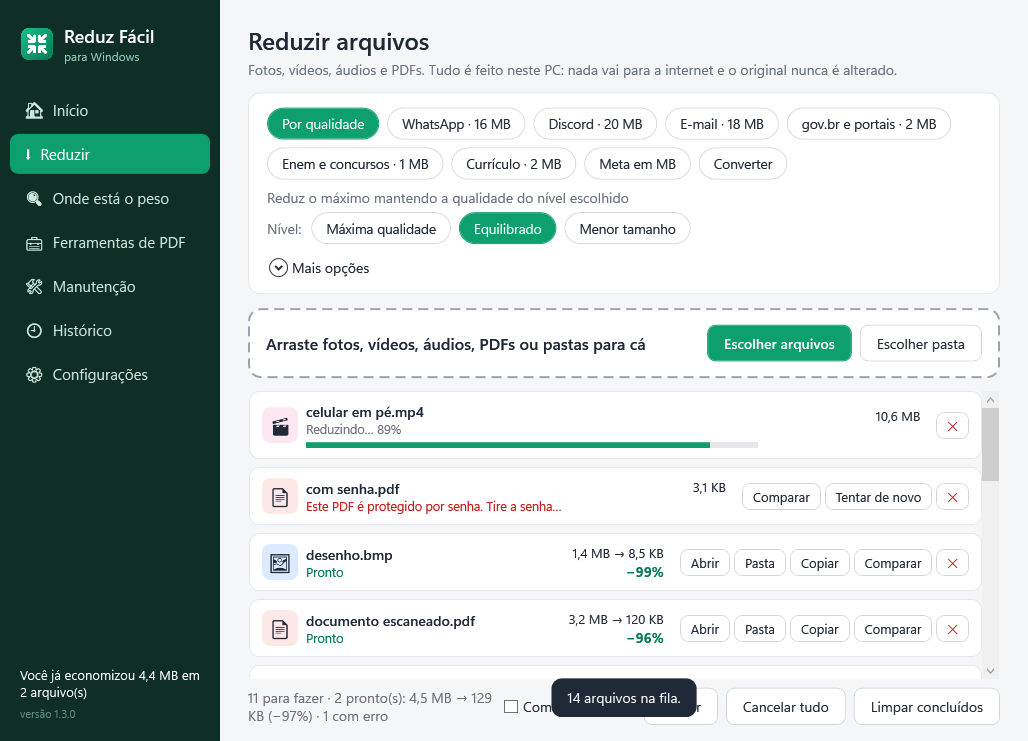 Reduz Fácil
para Windows
Início
Reduzir
Onde está o peso
Ferramentas de PDF
Manutenção
Histórico
Configurações
Você já economizou 4,4 MB em
2 arquivo(s)
versão 1.3.0
Reduzir arquivos
Fotos, vídeos, áudios e PDFs. Tudo é feito neste PC: nada vai para a internet e o original nunca é alterado.
Por qualidade WhatsApp · 16 MB Discord · 20 MB E-mail · 18 MB gov.br e portais · 2 MB
Enem e concursos · 1 MB Currículo · 2 MB Meta em MB Converter
Reduz o máximo mantendo a qualidade do nível escolhido
Nível: Máxima qualidade Equilibrado Menor tamanho
Mais opções
Arraste fotos, vídeos, áudios, PDFs ou pastas para cá Escolher arquivos Escolher pasta
celular em pé.mp4 10,6 MB
Reduzindo... 89%
com senha.pdf 3,1 KB Comparar Tentar de novo
Este PDF é protegido por senha. Tire a senha...
desenho.bmp 1,4 MB → 8,5 KB Abrir Pasta Copiar Comparar
Pronto −99%
documento escaneado.pdf 3,2 MB → 120 KB Abrir Pasta Copiar Comparar
Pronto −96%
11 para fazer · 2 pronto(s): 4,5 MB → 129
KB (−97%) · 1 com erro
14 arquivos na fila.
Cancelar tudo Limpar concluídos